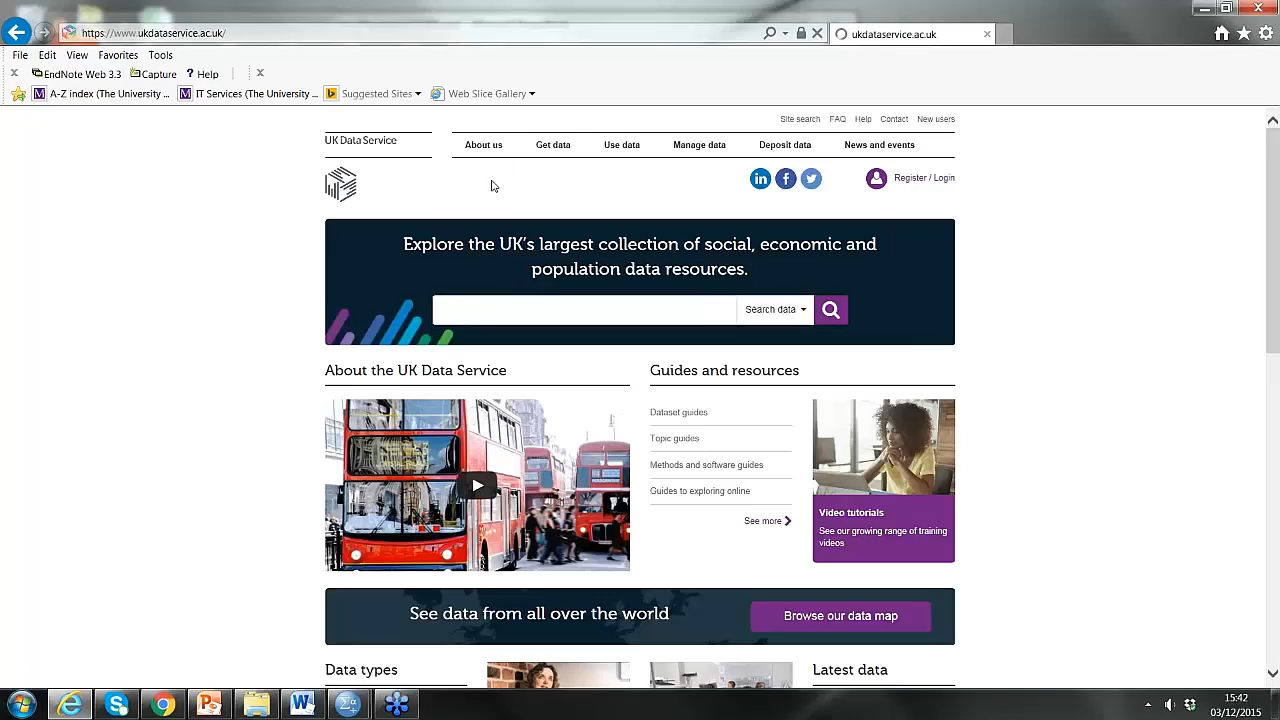 https://www.ukdataservice.ac.uk/
ukdataservice.ac.uk
File Edit View Favorites Tools
EndNote Web 3.3 Capture Help
A-Z index (The University ... IT Services (The University ... Suggested Sites Web Slice Gallery
Site search FAQ Help Contact New users
UK Data Service
About us Get data Use data Manage data Deposit data News and events
Register / Login
Explore the UK's largest collection of social, economic and
population data resources.
Search data
About the UK Data Service
Guides and resources
Dataset guides
Topic guides
Methods and software guides
Guides to exploring online
See more
Video tutorials
See our growing range of training
videos
See data from all over the world
Browse our data map
Data types
Latest data
15:42
03/12/2015